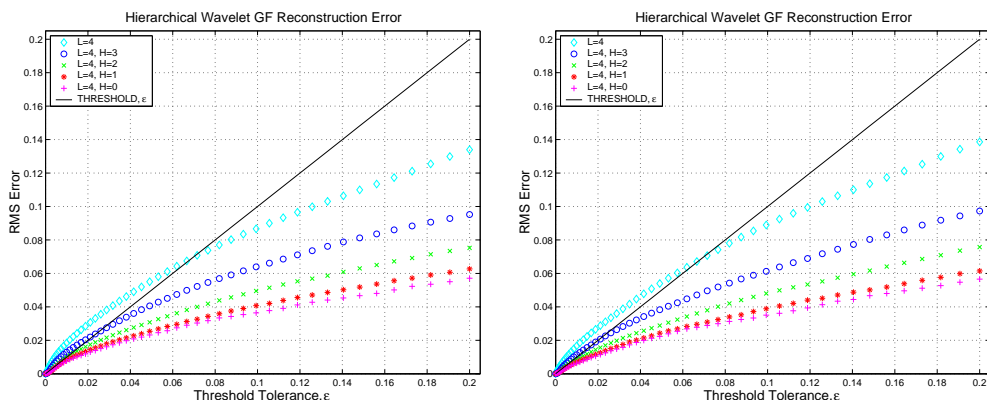 Hierarchical Wavelet GF Reconstruction Error
0.2
0.18
0.16
0.14
0.12
0.1
0.08
0.06
0.04
0.02
0
RMS Error
L=4
L=4, H=3
L=4, H=2
L=4, H=1
L=4, H=0
THRESHOLD, ε
0.02 0.04 0.06 0.08 0.1 0.12 0.14 0.16 0.18 0.2
Threshold Tolerance, ε
Hierarchical Wavelet GF Reconstruction Error
0.2
0.18
0.16
0.14
0.12
0.1
0.08
0.06
0.04
0.02
0
RMS Error
L=4
L=4, H=3
L=4, H=2
L=4, H=1
L=4, H=0
THRESHOLD, ε
0.02 0.04 0.06 0.08 0.1 0.12 0.14 0.16 0.18 0.2
Threshold Tolerance, ε